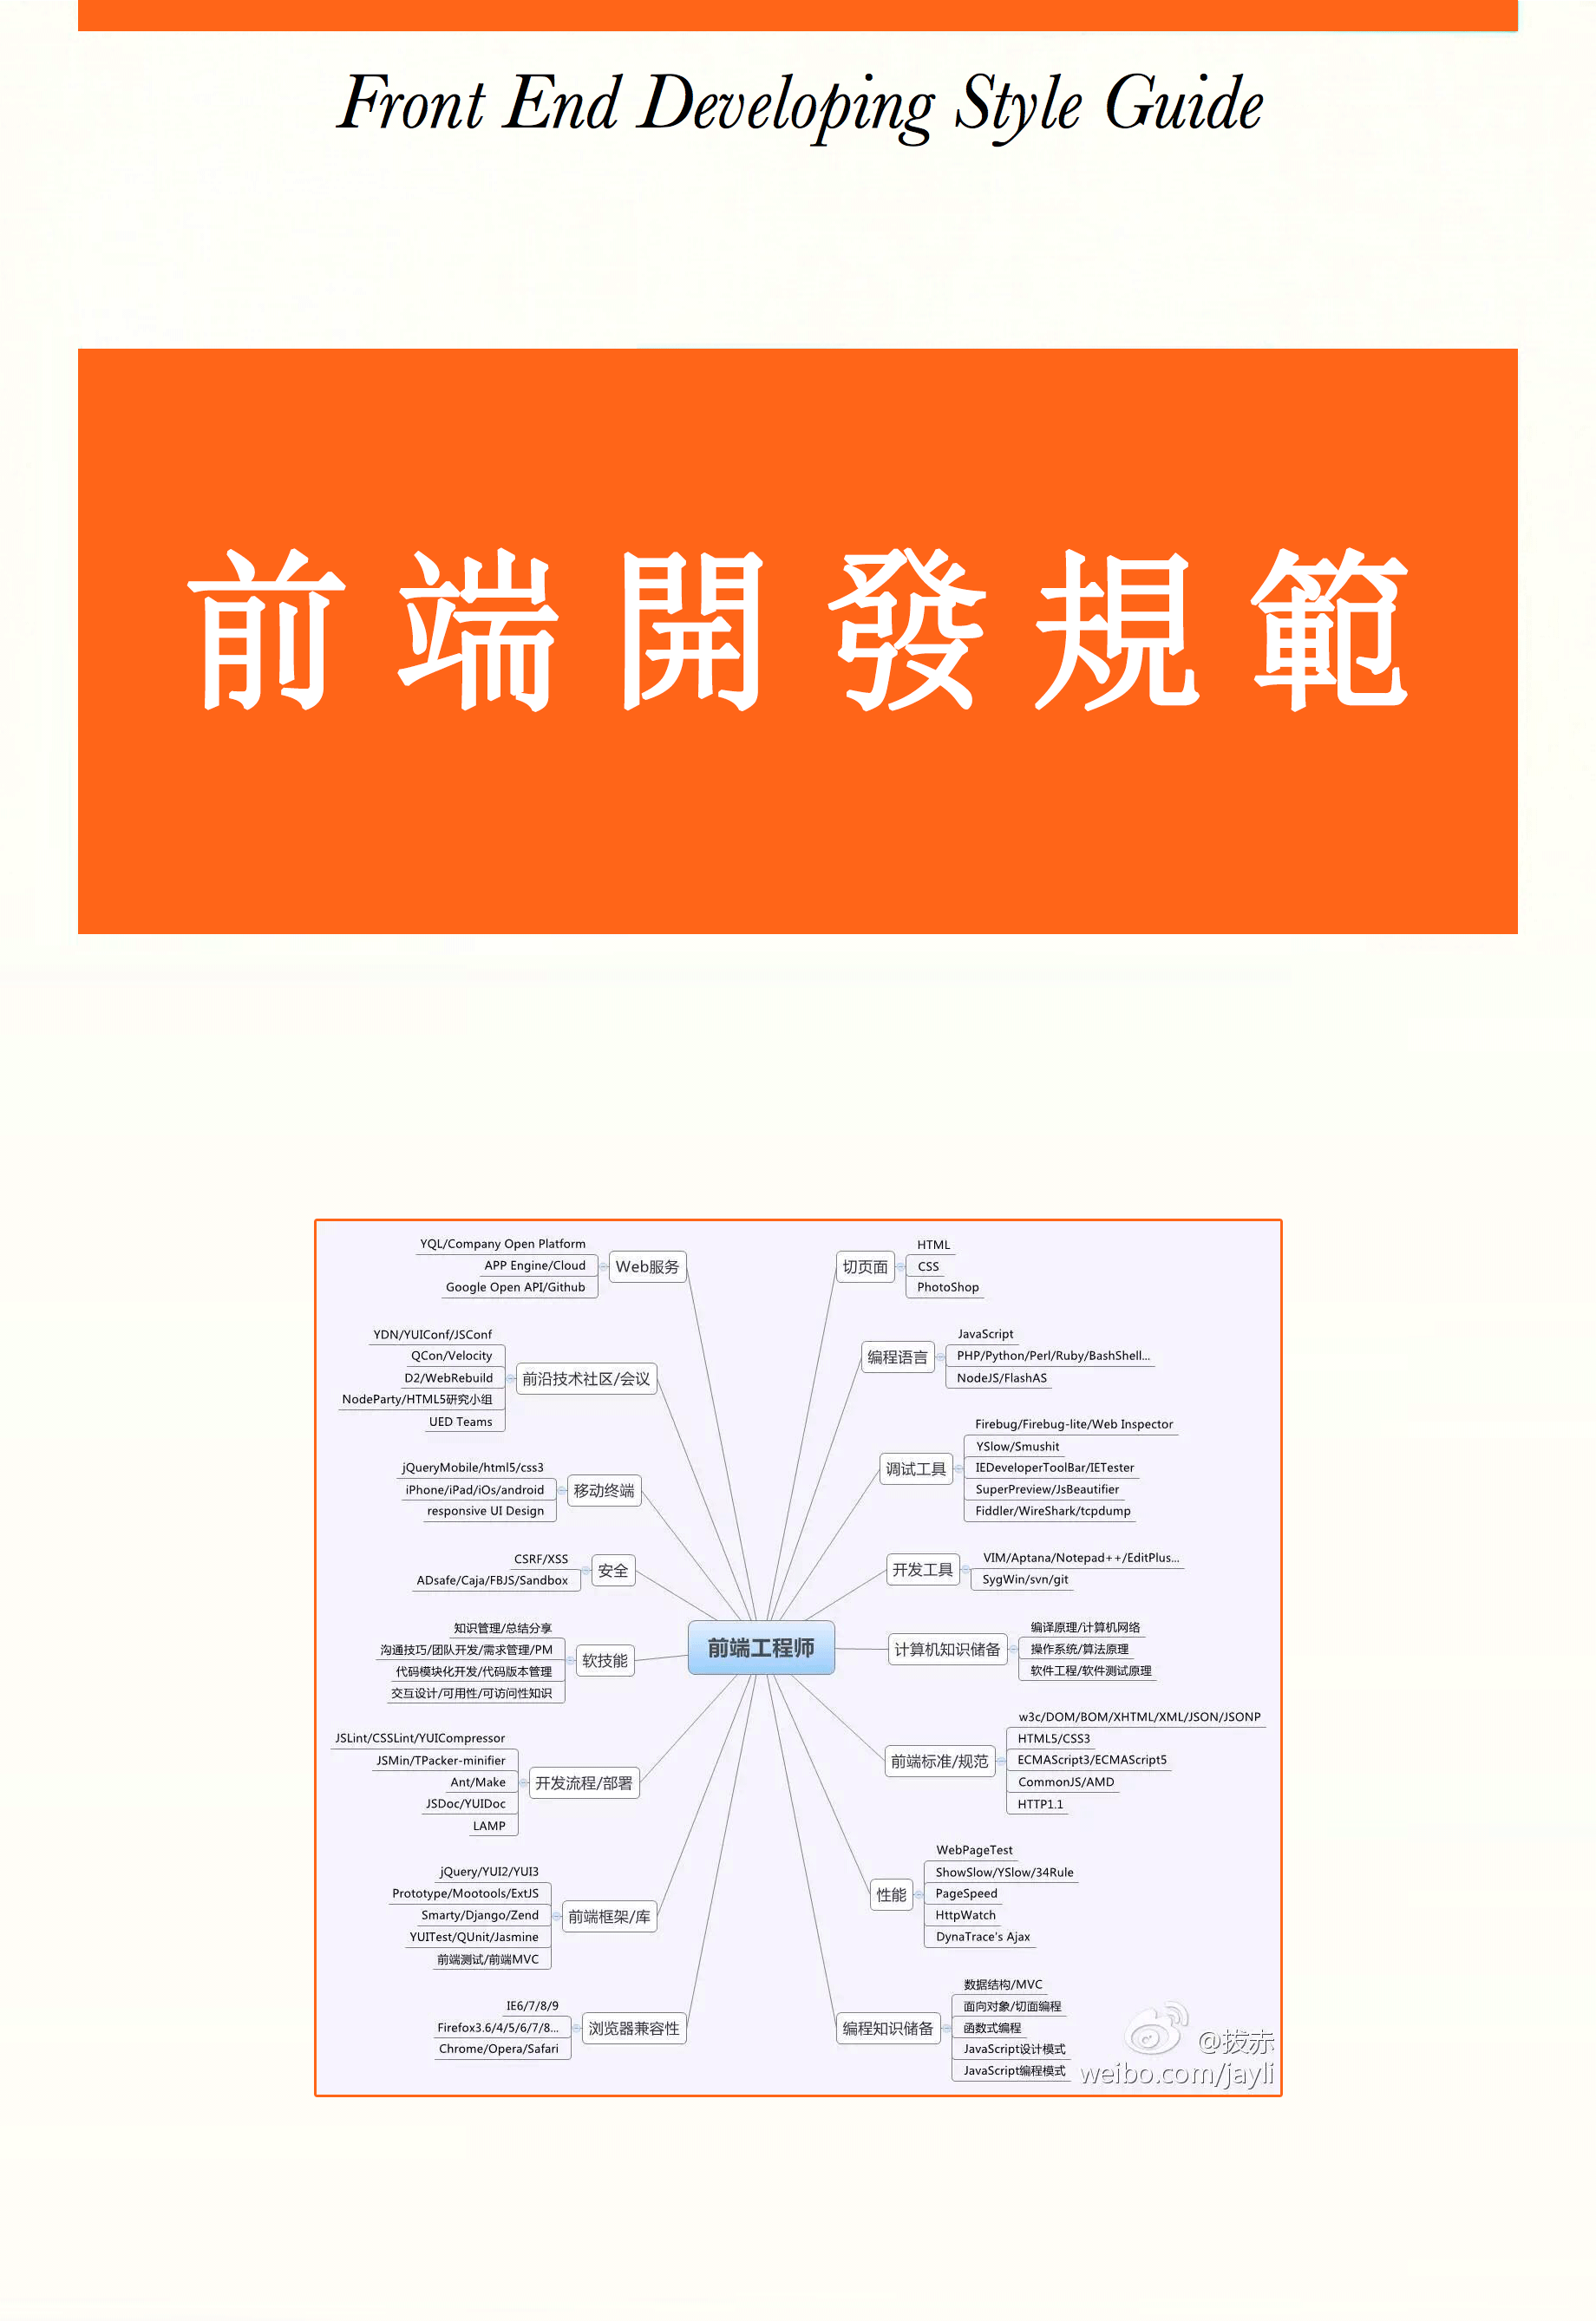 Front End Developing Style Guide
前端開發規範
前端工程师
Web服务
YQL/Company Open Platform
APP Engine/Cloud
Google Open API/Github
前沿技术社区/会议
YDN/YUIConf/JSConf
QCon/Velocity
D2/WebRebuild
NodeParty/HTML5研究小组
UED Teams
移动终端
jQueryMobile/html5/css3
iPhone/iPad/iOs/android
responsive UI Design
安全
CSRF/XSS
ADsafe/Caja/FBJS/Sandbox
软技能
知识管理/总结分享
沟通技巧/团队开发/需求管理/PM
代码模块化开发/代码版本管理
交互设计/可用性/可访问性知识
开发流程/部署
JSLint/CSSLint/YUICompressor
JSMin/TPacker-minifier
Ant/Make
JSDoc/YUIDoc
LAMP
前端框架/库
jQuery/YUI2/YUI3
Prototype/Mootools/ExtJS
Smarty/Django/Zend
YUITest/QUnit/Jasmine
前端测试/前端MVC
浏览器兼容性
IE6/7/8/9
Firefox3.6/4/5/6/7/8...
Chrome/Opera/Safari
切页面
HTML
CSS
PhotoShop
编程语言
JavaScript
PHP/Python/Perl/Ruby/BashShell...
NodeJS/FlashAS
调试工具
Firebug/Firebug-lite/Web Inspector
YSlow/Smushit
IEDeveloperToolBar/IETester
SuperPreview/JsBeautifier
Fiddler/WireShark/tcpdump
开发工具
VIM/Aptana/Notepad++/EditPlus...
SygWin/svn/git
计算机知识储备
编译原理/计算机网络
操作系统/算法原理
软件工程/软件测试原理
前端标准/规范
w3c/DOM/BOM/XHTML/XML/JSON/JSONP
HTML5/CSS3
ECMAScript3/ECMAScript5
CommonJS/AMD
HTTP1.1
性能
WebPageTest
ShowSlow/YSlow/34Rule
PageSpeed
HttpWatch
DynaTrace's Ajax
编程知识储备
数据结构/MVC
面向对象/切面编程
函数式编程
JavaScript设计模式
JavaScript编程模式
@拔赤
weibo.com/jayli